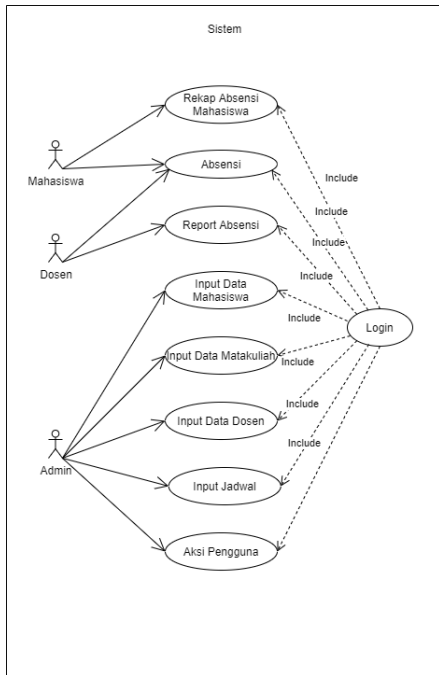 Sistem
Rekap Absensi
Mahasiswa
Mahasiswa
Absensi
Include
Include
Report Absensi
Dosen
Include
Include
Input Data
Mahasiswa
Include
Login
Input Data Matakuliah
Include
Include
Input Data Dosen
Include
Admin
Input Jadwal
Aksi Pengguna